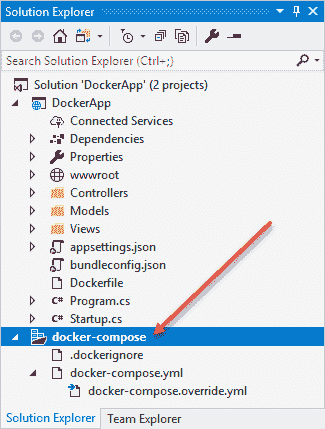 Solution Explorer
Search Solution Explorer (Ctrl+;)
Solution 'DockerApp' (2 projects)
DockerApp
Connected Services
Dependencies
Properties
wwwroot
Controllers
Models
Views
appsettings.json
bundleconfig.json
Dockerfile
C# Program.cs
C# Startup.cs
docker-compose
.dockerignore
docker-compose.yml
docker-compose.override.yml
Solution Explorer Team Explorer